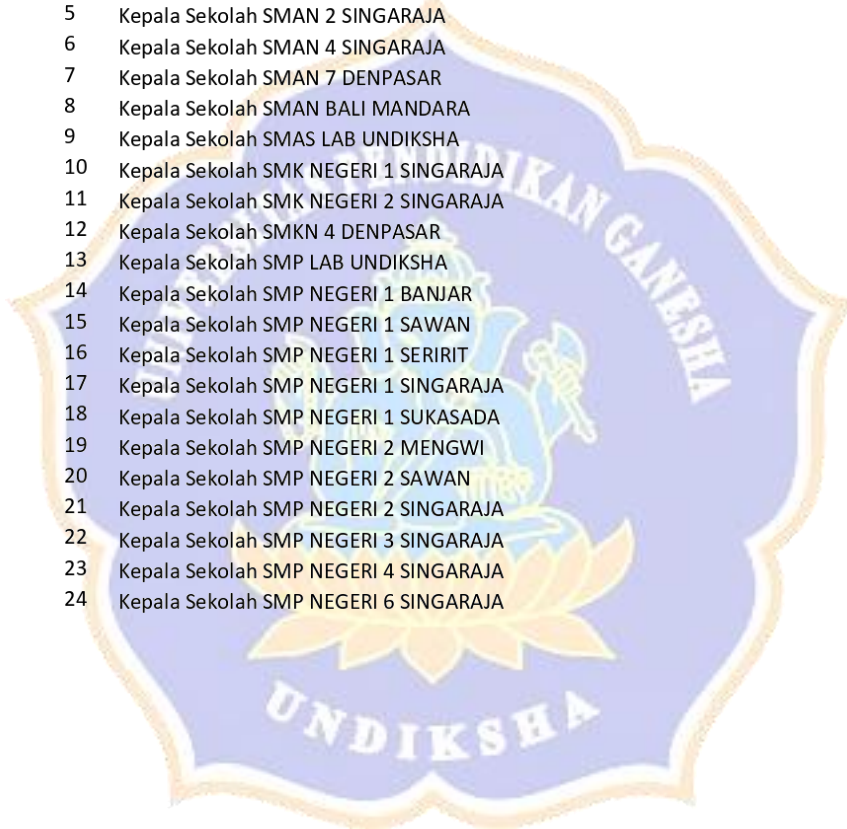 5 Kepala Sekolah SMAN 2 SINGARAJA
6 Kepala Sekolah SMAN 4 SINGARAJA
7 Kepala Sekolah SMAN 7 DENPASAR
8 Kepala Sekolah SMAN BALI MANDARA
9 Kepala Sekolah SMAS LAB UNDIKSHA
10 Kepala Sekolah SMK NEGERI 1 SINGARAJA
11 Kepala Sekolah SMK NEGERI 2 SINGARAJA
12 Kepala Sekolah SMKN 4 DENPASAR
13 Kepala Sekolah SMP LAB UNDIKSHA
14 Kepala Sekolah SMP NEGERI 1 BANJAR
15 Kepala Sekolah SMP NEGERI 1 SAWAN
16 Kepala Sekolah SMP NEGERI 1 SERIRIT
17 Kepala Sekolah SMP NEGERI 1 SINGARAJA
18 Kepala Sekolah SMP NEGERI 1 SUKASADA
19 Kepala Sekolah SMP NEGERI 2 MENGWI
20 Kepala Sekolah SMP NEGERI 2 SAWAN
21 Kepala Sekolah SMP NEGERI 2 SINGARAJA
22 Kepala Sekolah SMP NEGERI 3 SINGARAJA
23 Kepala Sekolah SMP NEGERI 4 SINGARAJA
24 Kepala Sekolah SMP NEGERI 6 SINGARAJA
UNIVERSITAS PENDIDIKAN GANESHA
UNDIKSHA